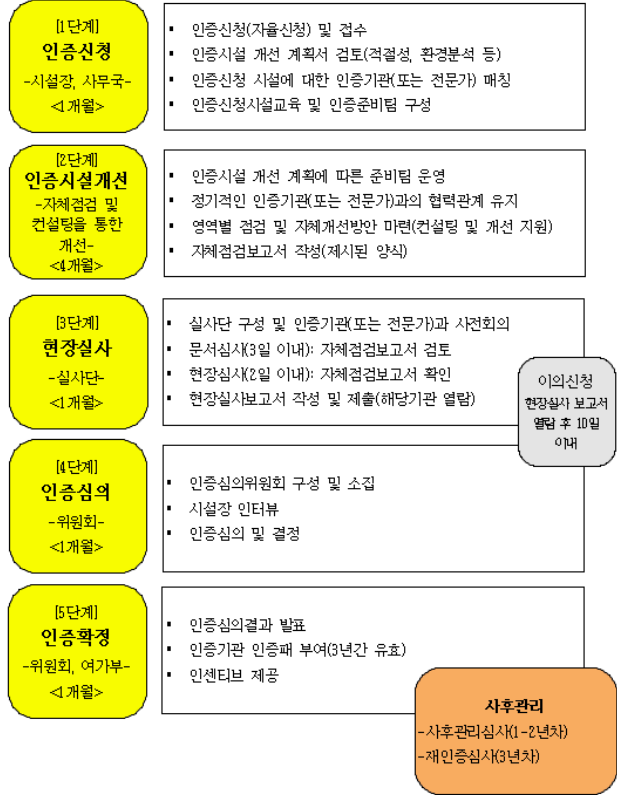 [1단계]
인증신청
-시설장, 사무국-
<1개월>
▪ 인증신청(자율신청) 및 접수
▪ 인증시설 개선 계획서 검토(적절성, 환경분석 등)
▪ 인증신청 시설에 대한 인증기관(또는 전문가) 매칭
▪ 인증신청시설교육 및 인증준비팀 구성
[2단계]
인증시설개선
-자체점검 및
컨설팅을 통한
개선-
<4개월>
▪ 인증시설 개선 계획에 따른 준비팀 운영
▪ 정기적인 인증기관(또는 전문가)과의 협력관계 유지
▪ 영역별 점검 및 자체개선방안 마련(컨설팅 및 개선 지원)
▪ 자체점검보고서 작성(제시된 양식)
[3단계]
현장실사
-실사단-
<1개월>
▪ 실사단 구성 및 인증기관(또는 전문가)과 사전회의
▪ 문서심사(3일 이내): 자체점검보고서 검토
▪ 현장심사(2일 이내): 자체점검보고서 확인
▪ 현장실사보고서 작성 및 제출(해당기관 열람)
이의신청
현장실사 보고서
열람 후 10일
이내
[4단계]
인증심의
-위원회-
<1개월>
▪ 인증심의위원회 구성 및 소집
▪ 시설장 인터뷰
▪ 인증심의 및 결정
[5단계]
인증확정
-위원회, 여가부-
<1개월>
▪ 인증심의결과 발표
▪ 인증기관 인증패 부여(3년간 유효)
▪ 인센티브 제공
사후관리
-사후관리심사(1-2년차)
-재인증심사(3년차)